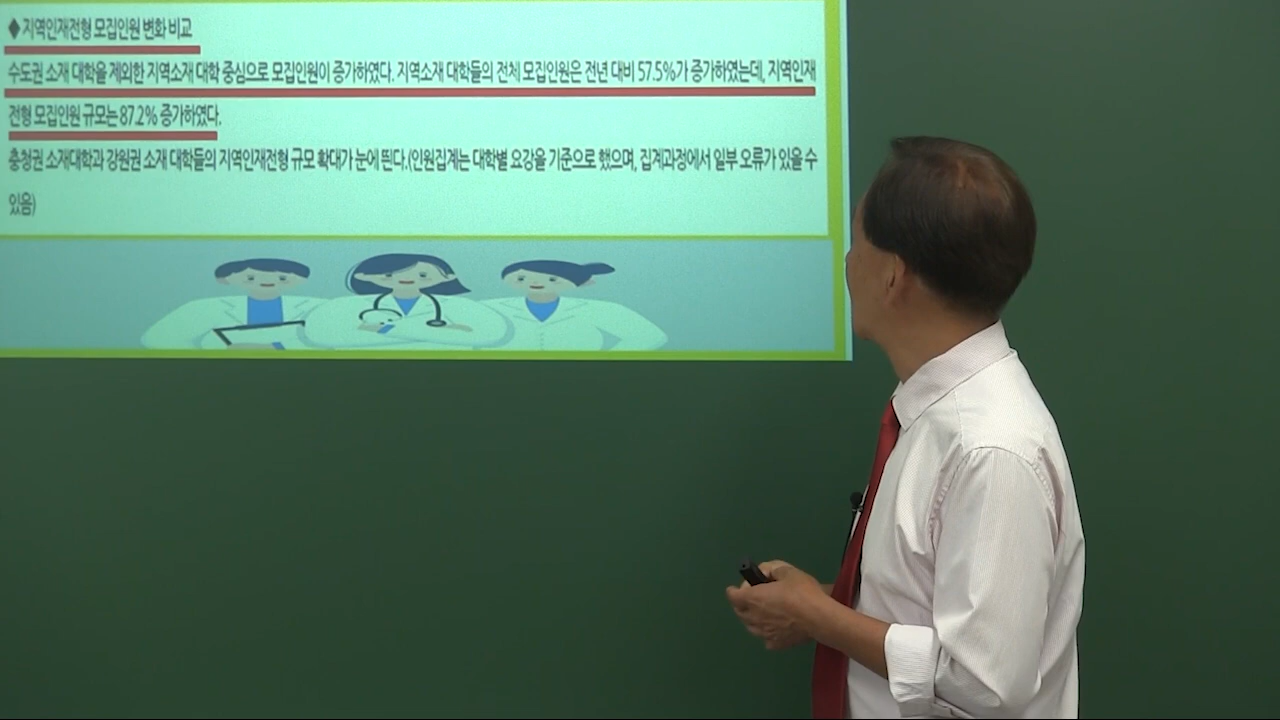 ◆지역인재전형 모집인원 변화 비교
수도권 소재 대학을 제외한 지역소재 대학 중심으로 모집인원이 증가하였다. 지역소재 대학들의 전체 모집인원은 전년 대비 57.5%가 증가하였는데, 지역인재
전형 모집인원 규모는 87.2% 증가하였다.
충청권 소재대학과 강원권 소재 대학들의 지역인재전형 규모 확대가 눈에 띈다.(인원집계는 대학별 요강을 기준으로 했으며, 집계과정에서 일부 오류가 있을 수
있음)